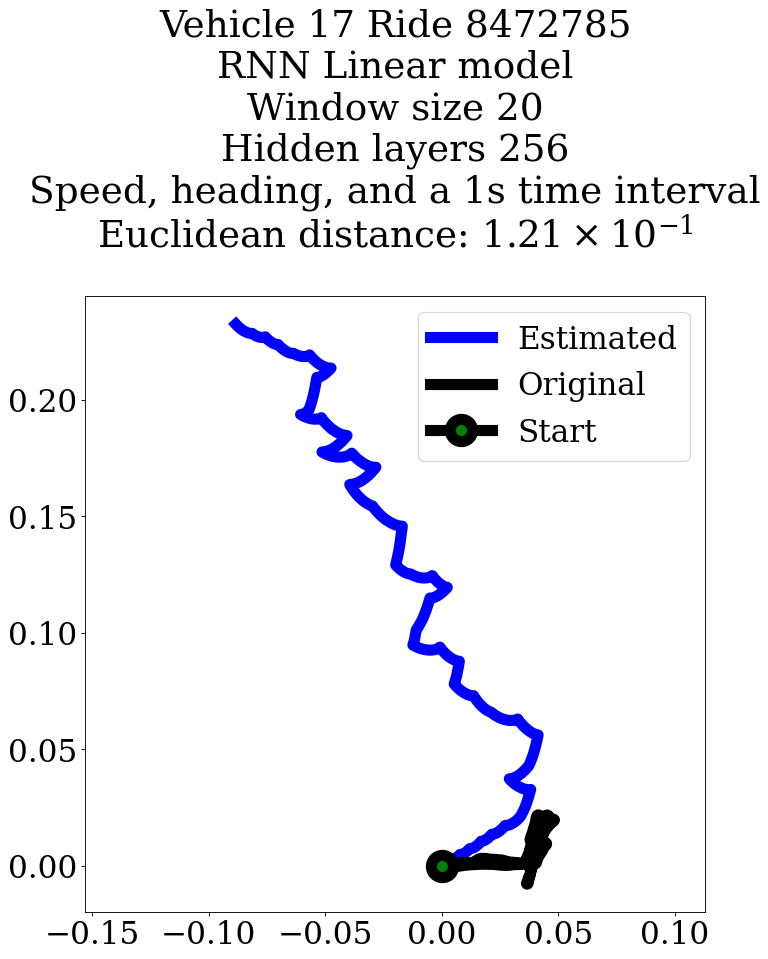 Vehicle 17 Ride 8472785
RNN Linear model
Window size 20
Hidden layers 256
Speed, heading, and a 1s time interval
Euclidean distance: 1.21 × 10⁻¹
Estimated
Original
Start
0.20
0.15
0.10
0.05
0.00
−0.15 −0.10 −0.05 0.00 0.05 0.10